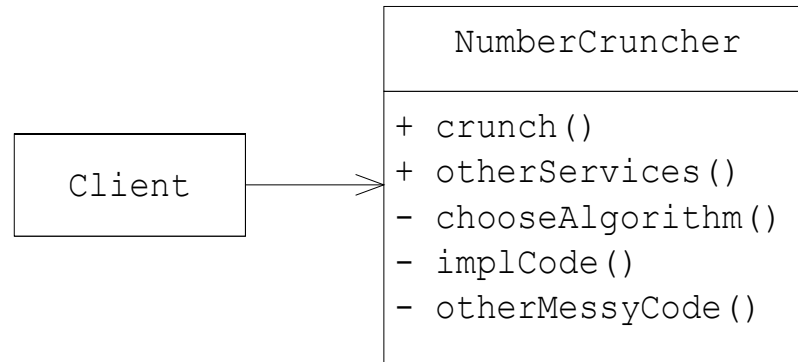 NumberCruncher
+ crunch()
+ otherServices()
Client
- chooseAlgorithm()
- implCode()
- otherMessyCode()